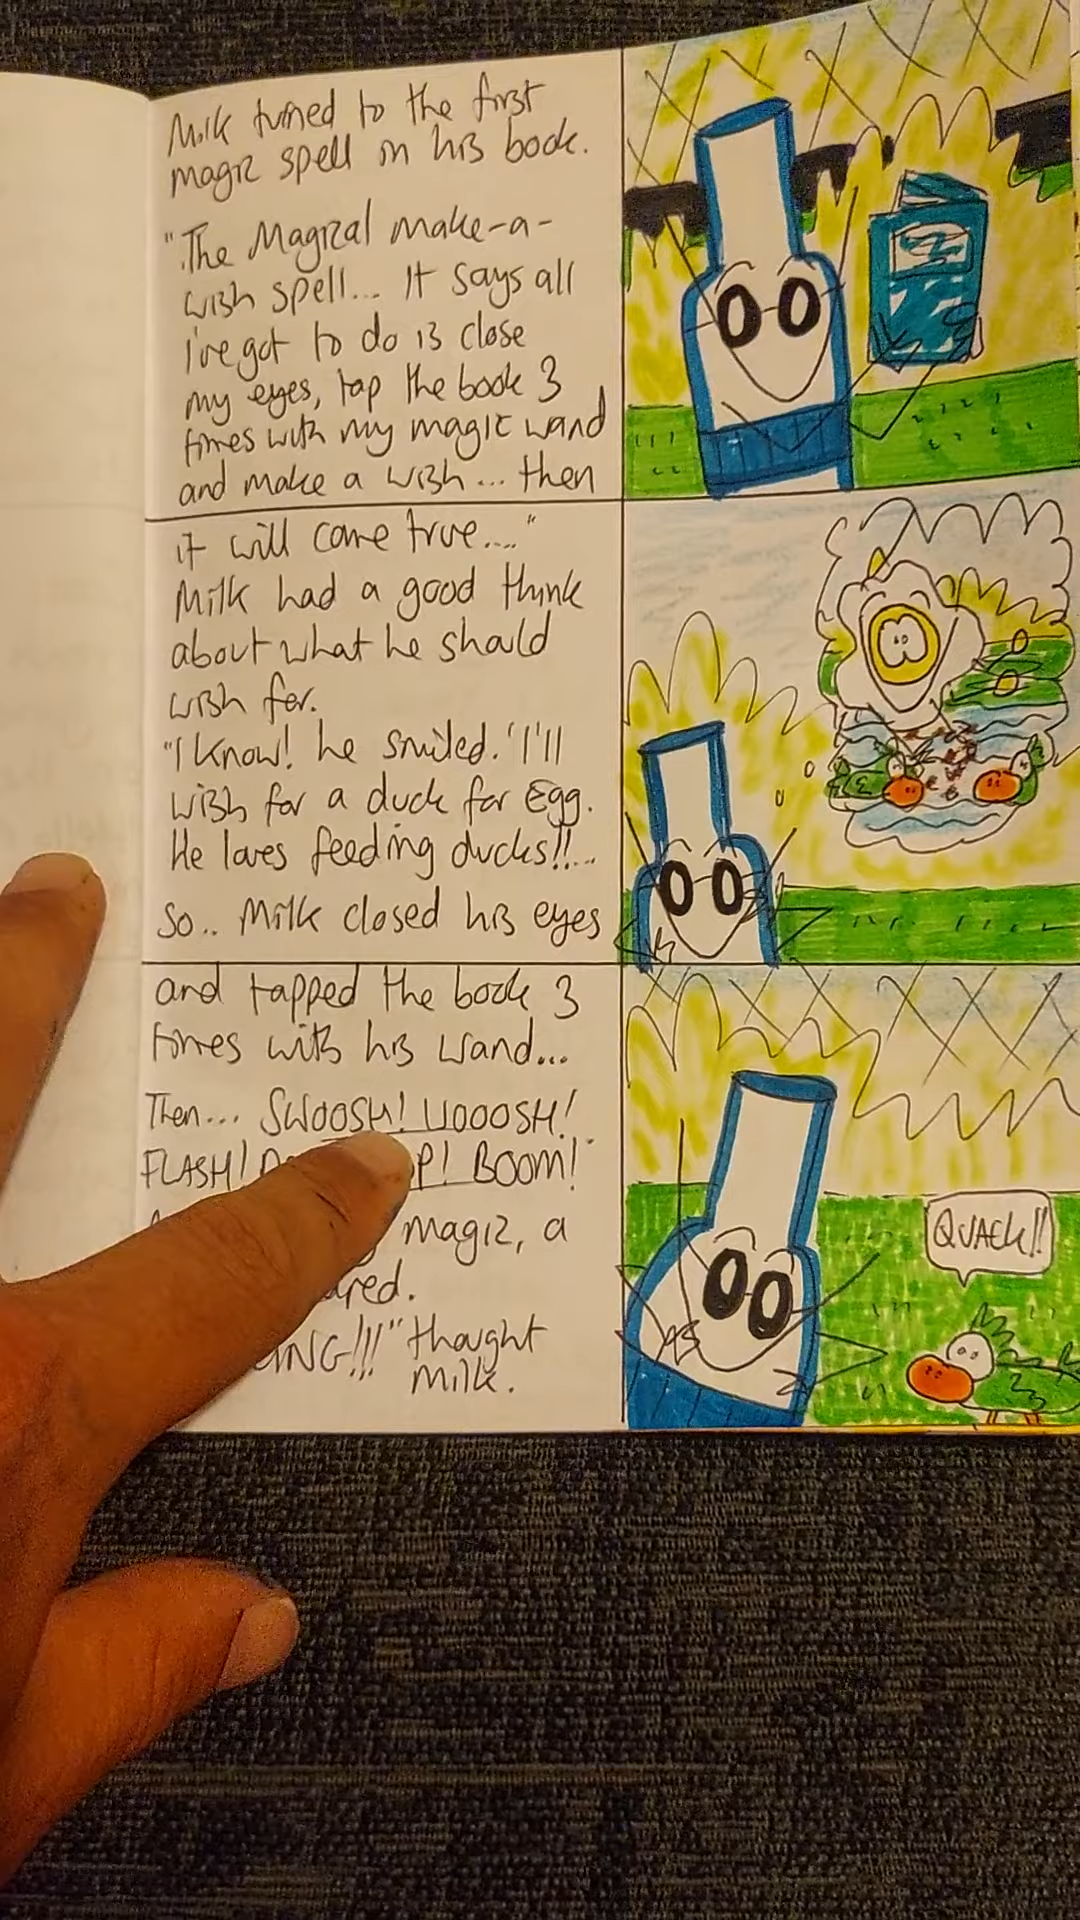 Milk turned to the first
magic spell in his book.
"The Magical make-a-
wish spell... It says all
i've got to do is close
my eyes, tap the book 3
times with my magic wand
and make a wish... then
it will come true...."
Milk had a good think
about what he should
wish for.
"I know! he smiled. 'I'll
wish for a duck for Egg.
He loves feeding ducks!!...
So.. Milk closed his eyes
and tapped the book 3
times with his wand...
Then... SWOOSH! VOOOSH!
FLASH! P! BOOM!"
magic, a
ared.
ING!!!" thought
Milk.
QUACK!!